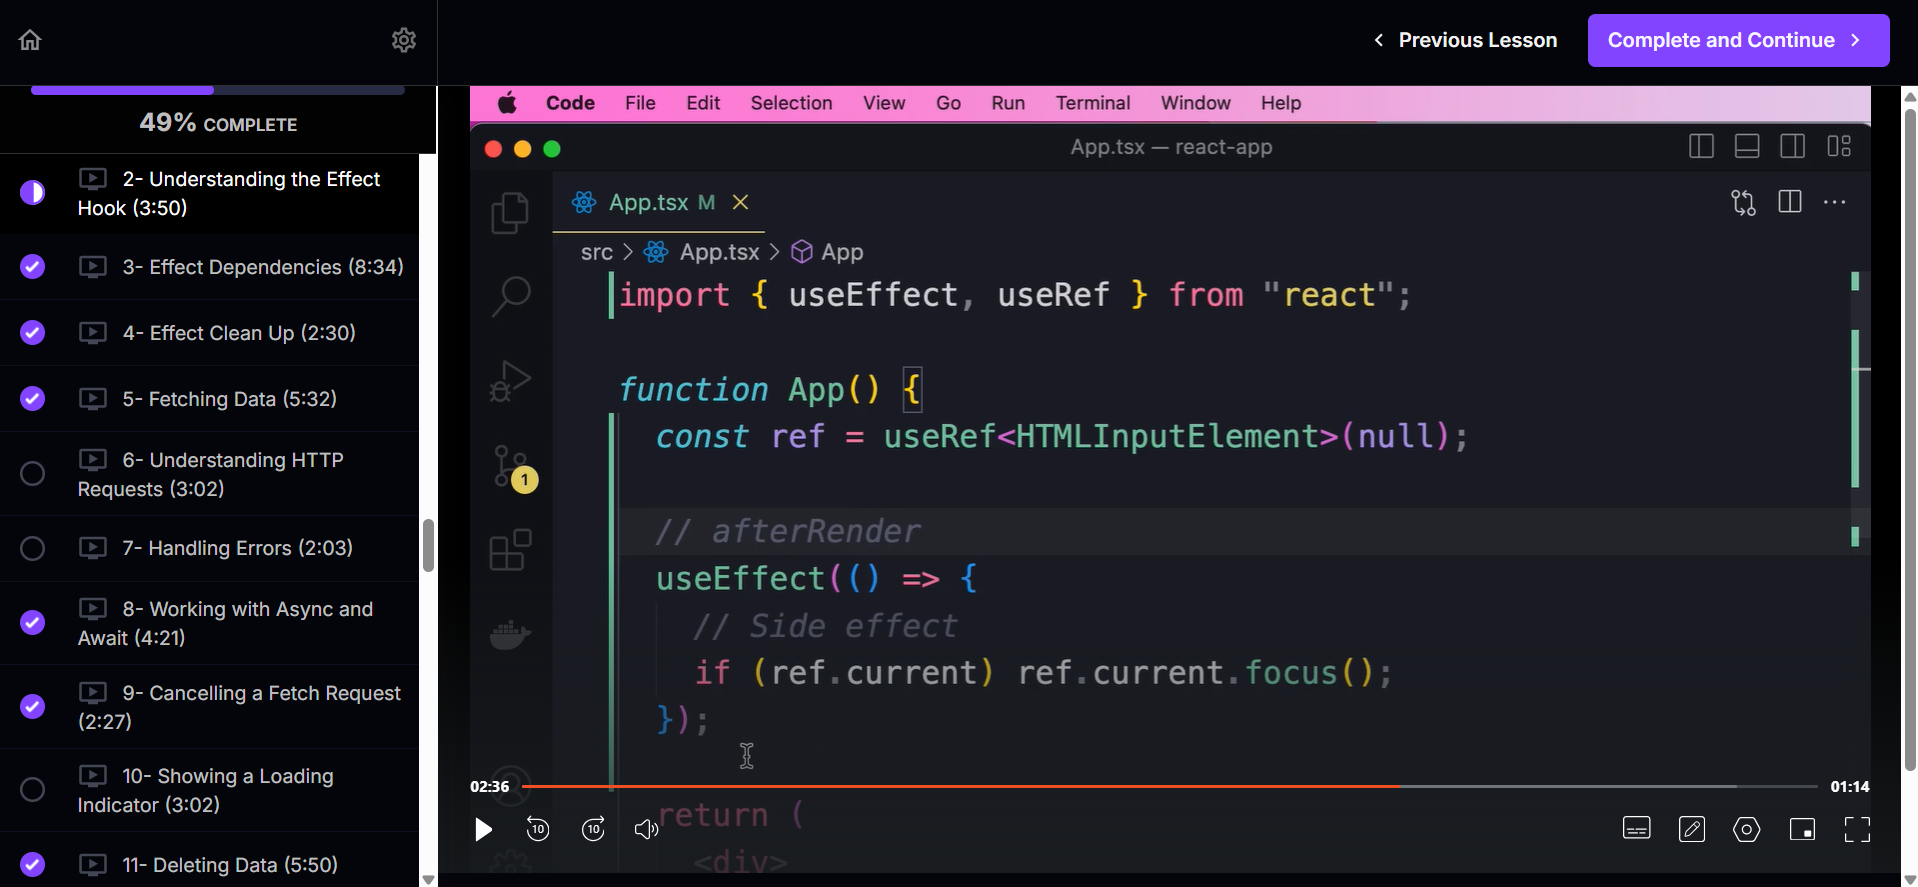 Previous Lesson
Complete and Continue
49% COMPLETE
2- Understanding the Effect
Hook (3:50)
3- Effect Dependencies (8:34)
4- Effect Clean Up (2:30)
5- Fetching Data (5:32)
6- Understanding HTTP
Requests (3:02)
7- Handling Errors (2:03)
8- Working with Async and
Await (4:21)
9- Cancelling a Fetch Request
(2:27)
10- Showing a Loading
Indicator (3:02)
11- Deleting Data (5:50)
Code File Edit Selection View Go Run Terminal Window Help
App.tsx — react-app
App.tsx M
src > App.tsx > App
import { useEffect, useRef } from "react";
function App() {
const ref = useRef<HTMLInputElement>(null);
// afterRender
useEffect(() => {
// Side effect
if (ref.current) ref.current.focus();
});
return (
<div>
1
02:36
01:14
10
10